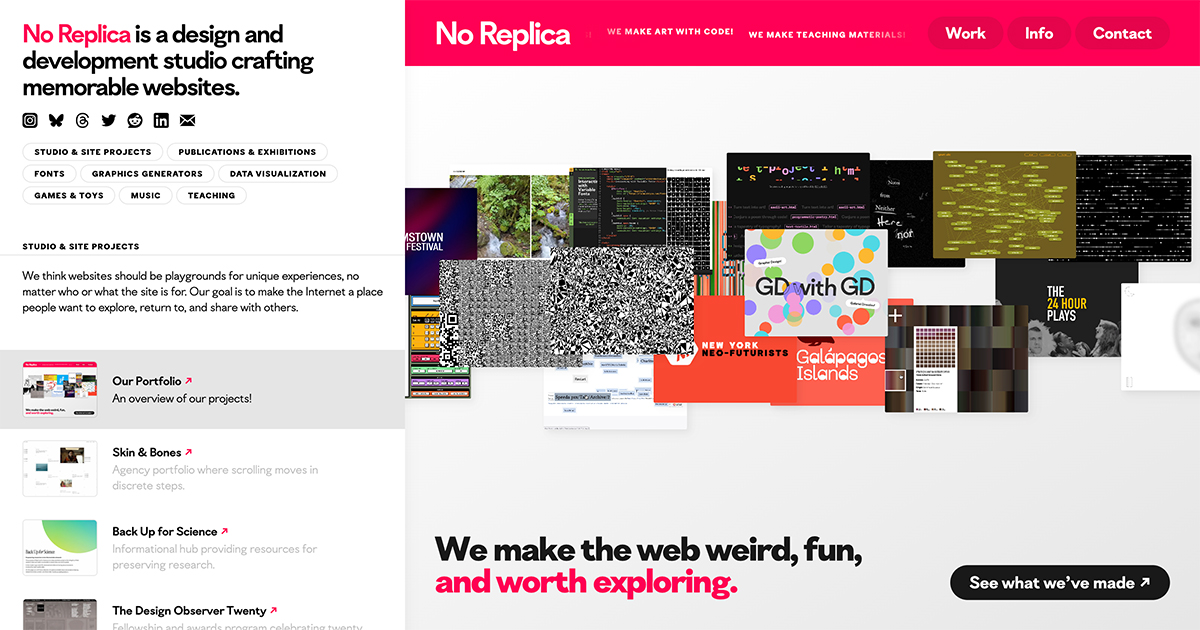 No Replica is a design and
development studio crafting
memorable websites.
STUDIO & SITE PROJECTS
PUBLICATIONS & EXHIBITIONS
FONTS
GRAPHICS GENERATORS
DATA VISUALIZATION
GAMES & TOYS
MUSIC
TEACHING
STUDIO & SITE PROJECTS
We think websites should be playgrounds for unique experiences, no
matter who or what the site is for. Our goal is to make the Internet a place
people want to explore, return to, and share with others.
Our Portfolio ↗
An overview of our projects!
Skin & Bones ↗
Agency portfolio where scrolling moves in
discrete steps.
Back Up for Science ↗
Informational hub providing resources for
preserving research.
The Design Observer Twenty ↗
Fellowship and awards program celebrating twenty
No Replica
WE MAKE ART WITH CODE!
WE MAKE TEACHING MATERIALS!
Work
Info
Contact
MSTOWN
FESTIVAL
Interact
with
Variable
Fonts
None
from
Neither
Here
nor
GD with GD
THE
24 HOUR
PLAYS
NEW YORK
NEO-FUTURISTS
Galápagos
Islands
We make the web weird, fun,
and worth exploring.
See what we've made ↗